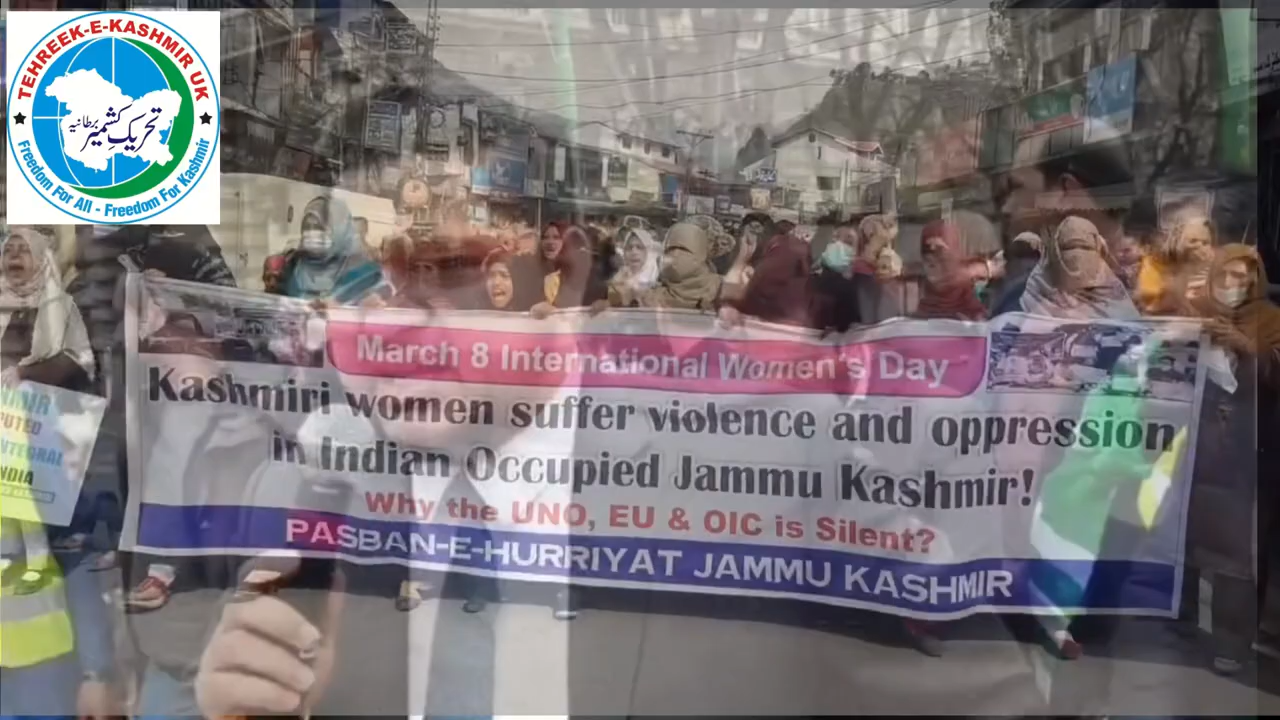 TEHREEK-E-KASHMIR UK
تحریک کشمیر
برطانیہ
Freedom For All - Freedom For Kashmir
March 8 International Women's Day
Kashmiri women suffer violence and oppression
in Indian Occupied Jammu Kashmir!
Why the UNO, EU & OIC is Silent?
PASBAN-E-HURRIYAT JAMMU KASHMIR
INDIA